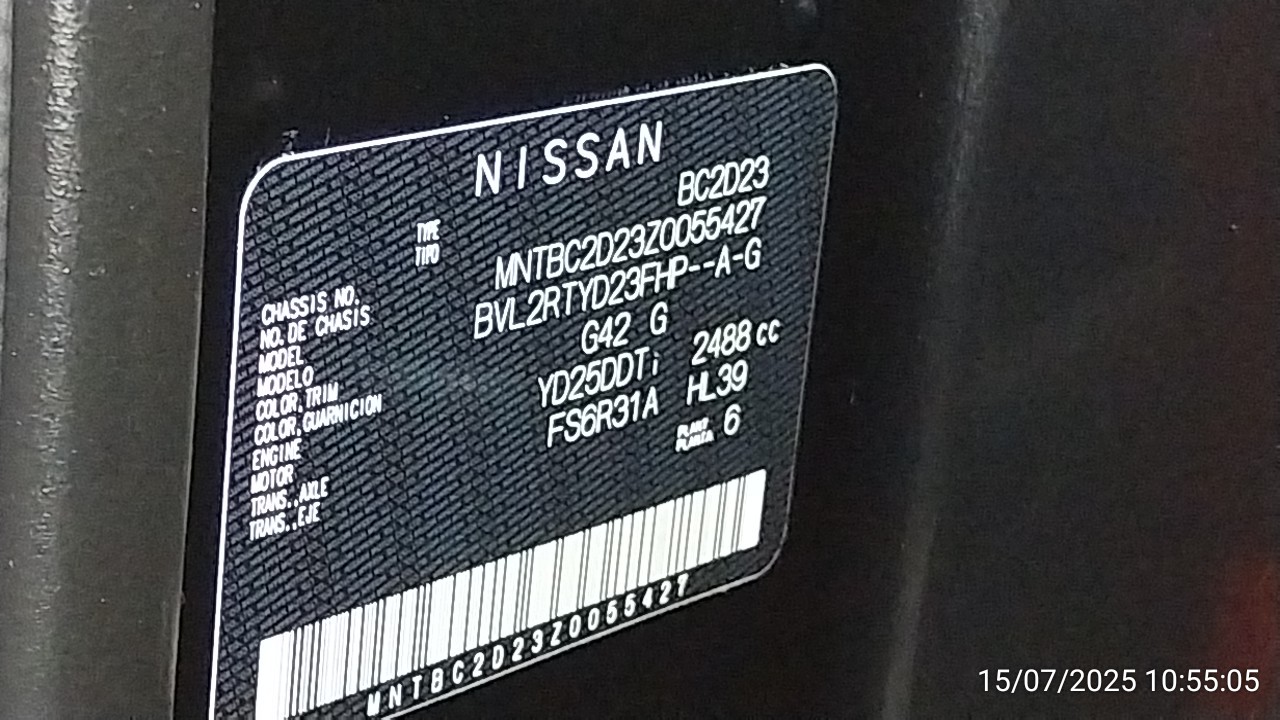 NISSAN
TYPE BC2D23
TIPO
CHASSIS NO. MNTBC2D23Z0055427
NO. DE CHASIS
MODEL BVL2RTYD23FHP--A-G
MODELO
COLOR,TRIM G42 G
COLOR,GUARNICION
ENGINE YD25DDTi 2488 cc
MOTOR
TRANS.,AXLE FS6R31A HL39
TRANS.,EJE
PLANT 6
PLANTA
MNTBC2D23Z0055427
15/07/2025 10:55:05